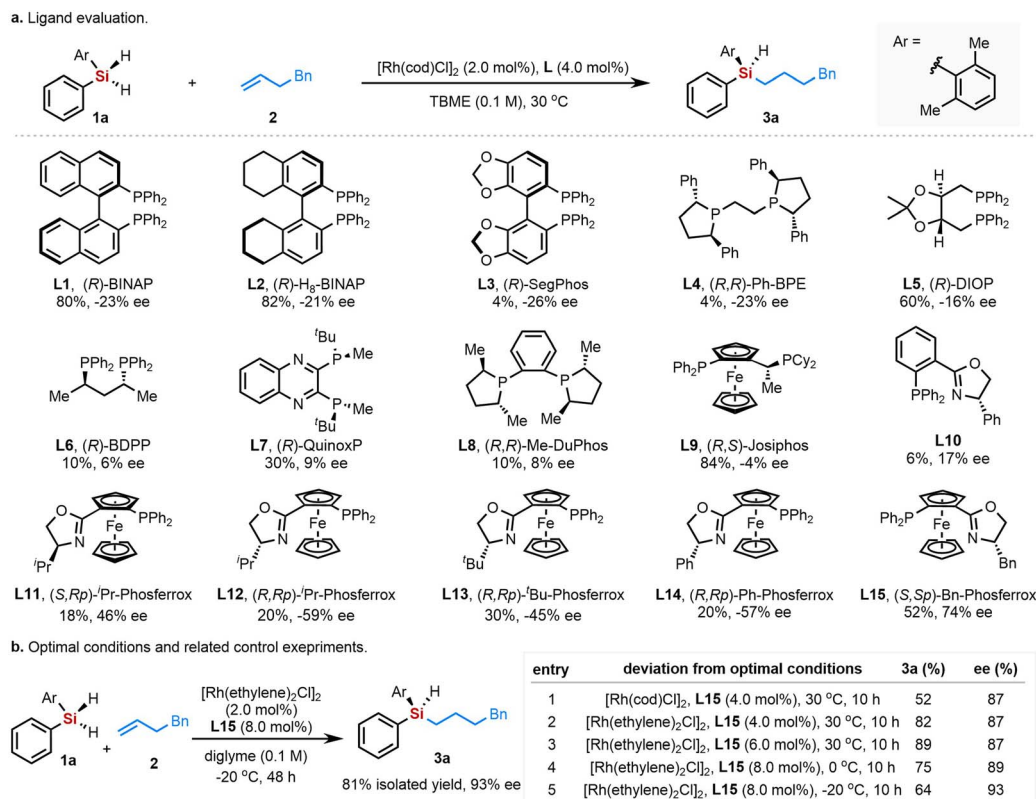 a. Ligand evaluation.
Ar H
Si
H
1a
+
Bn
2
[Rh(cod)Cl]₂ (2.0 mol%), L (4.0 mol%)
TBME (0.1 M), 30 °C
Ar H
Si
Bn
3a
Ar =
Me
Me
PPh₂
PPh₂
L1, (R)-BINAP
80%, -23% ee
PPh₂
PPh₂
L2, (R)-H₈-BINAP
82%, -21% ee
O
O
PPh₂
O
PPh₂
O
L3, (R)-SegPhos
4%, -26% ee
Ph
Ph
P
P
Ph
Ph
L4, (R,R)-Ph-BPE
4%, -23% ee
H
Me O PPh₂
Me O PPh₂
H
L5, (R)-DIOP
60%, -16% ee
PPh₂ PPh₂
Me Me
L6, (R)-BDPP
10%, 6% ee
ᵗBu
N P Me
N P Me
ᵗBu
L7, (R)-QuinoxP
30%, 9% ee
Me
Me
P P
Me
Me
L8, (R,R)-Me-DuPhos
10%, 8% ee
Ph₂P PCy₂
Fe Me
L9, (R,S)-Josiphos
84%, -4% ee
O
PPh₂ N
Ph
L10
6%, 17% ee
O
Fe PPh₂
N
ⁱPr
L11, (S,Rp)-ⁱPr-Phosferrox
18%, 46% ee
O
Fe PPh₂
N
ⁱPr
L12, (R,Rp)-ⁱPr-Phosferrox
20%, -59% ee
O
Fe PPh₂
N
ᵗBu
L13, (R,Rp)-ᵗBu-Phosferrox
30%, -45% ee
O
Fe PPh₂
N
Ph
L14, (R,Rp)-Ph-Phosferrox
20%, -57% ee
O
Ph₂P Fe
N
Bn
L15, (S,Sp)-Bn-Phosferrox
52%, 74% ee
b. Optimal conditions and related control exepriments.
Ar H
Si
H
1a
+
Bn
2
[Rh(ethylene)₂Cl]₂
(2.0 mol%)
L15 (8.0 mol%)
diglyme (0.1 M)
-20 °C, 48 h
Ar H
Si
Bn
3a
81% isolated yield, 93% ee
entry deviation from optimal conditions 3a (%) ee (%)
1 [Rh(cod)Cl]₂, L15 (4.0 mol%), 30 °C, 10 h 52 87
2 [Rh(ethylene)₂Cl]₂, L15 (4.0 mol%), 30 °C, 10 h 82 87
3 [Rh(ethylene)₂Cl]₂, L15 (6.0 mol%), 30 °C, 10 h 89 87
4 [Rh(ethylene)₂Cl]₂, L15 (8.0 mol%), 0 °C, 10 h 75 89
5 [Rh(ethylene)₂Cl]₂, L15 (8.0 mol%), -20 °C, 10 h 64 93